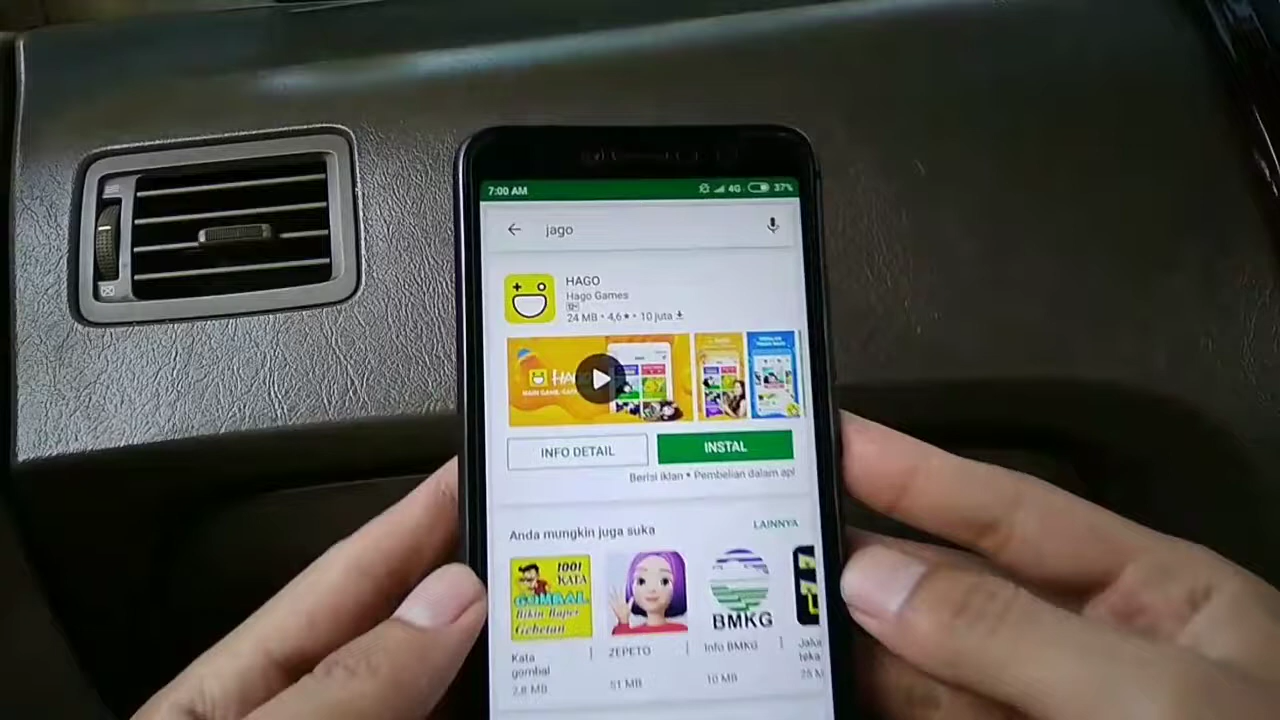 7:00 AM 4G 37%
jago
HAGO
Hago Games
12+
24 MB • 4,6★ • 10 juta
INFO DETAIL
INSTAL
Berisi iklan • Pembelian dalam apl
Anda mungkin juga suka
LAINNYA
1001
KATA
GOMBAL
Bikin Baper
Gebetan
BMKG
Kata
gombal
2,8 MB
ZEPETO
51 MB
Info BMKG
10 MB
25 M